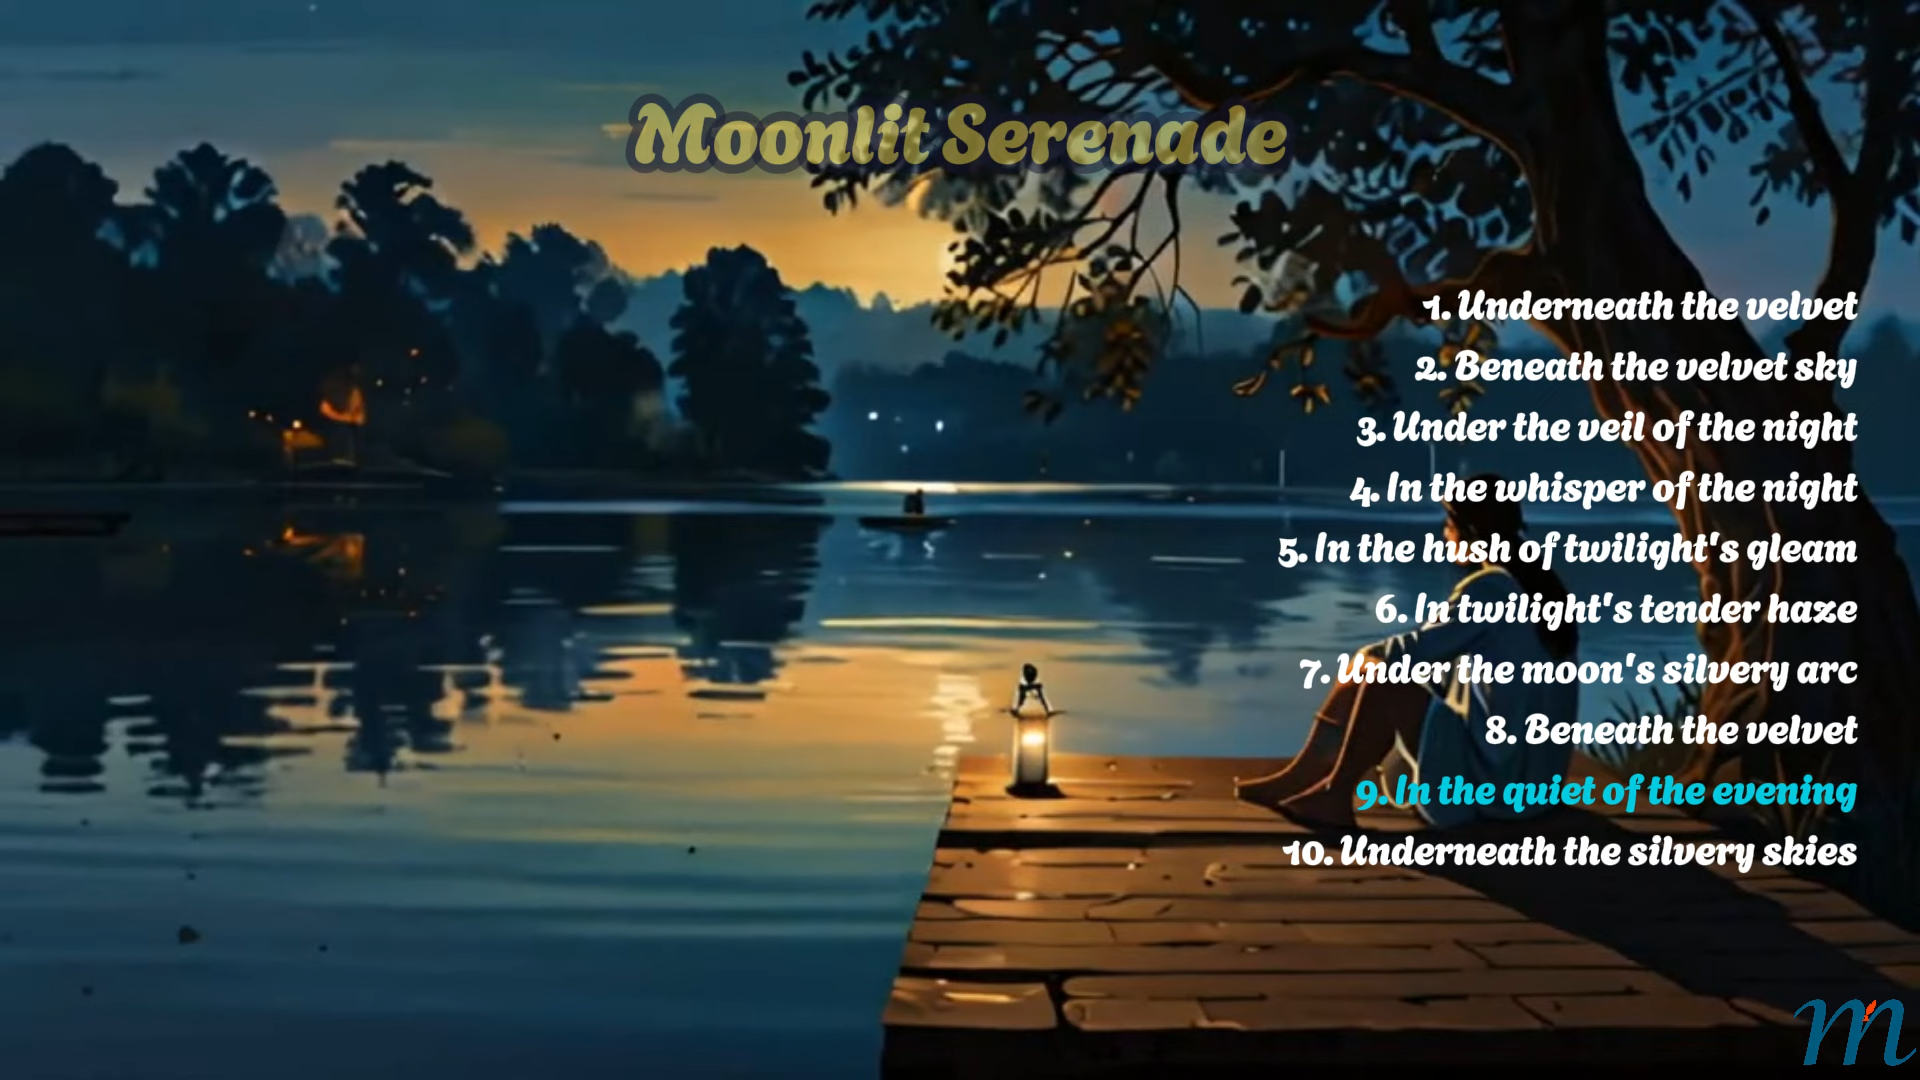 Moonlit Serenade
1. Underneath the velvet
2. Beneath the velvet sky
3. Under the veil of the night
4. In the whisper of the night
5. In the hush of twilight's gleam
6. In twilight's tender haze
7. Under the moon's silvery arc
8. Beneath the velvet
9. In the quiet of the evening
10. Underneath the silvery skies
m